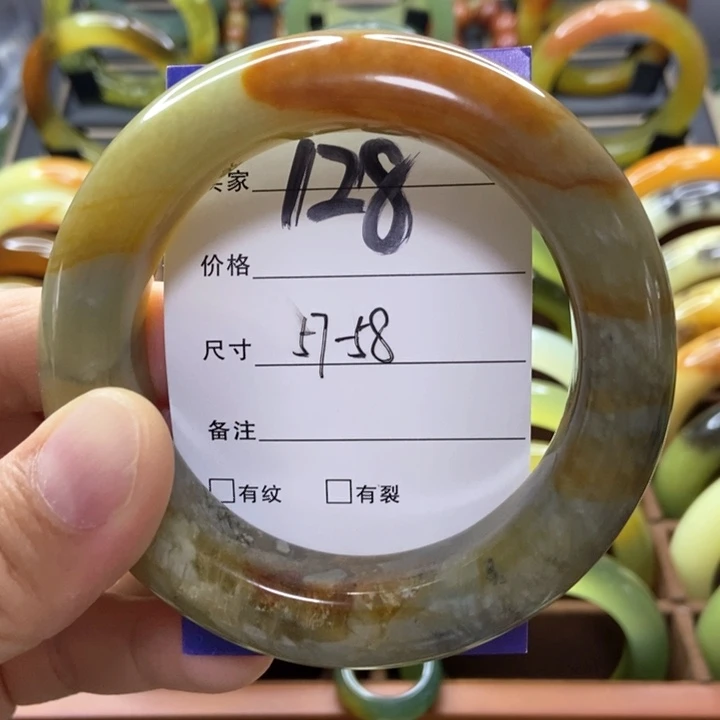 家 128
价格
尺寸 57-58
备注
□有纹 □有裂